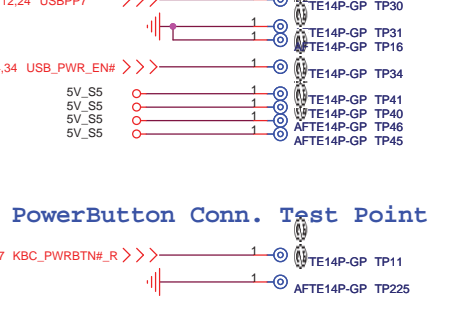 12,24 USBPP7 1 TE14P-GP TP30
1 TE14P-GP TP31
1 AFTE14P-GP TP16
,34 USB_PWR_EN# 1 TE14P-GP TP34
5V_S5 1 TE14P-GP TP41
5V_S5 1 TE14P-GP TP40
5V_S5 1 AFTE14P-GP TP46
5V_S5 1 AFTE14P-GP TP45
PowerButton Conn. Test Point
7 KBC_PWRBTN#_R 1 TE14P-GP TP11
1 AFTE14P-GP TP225